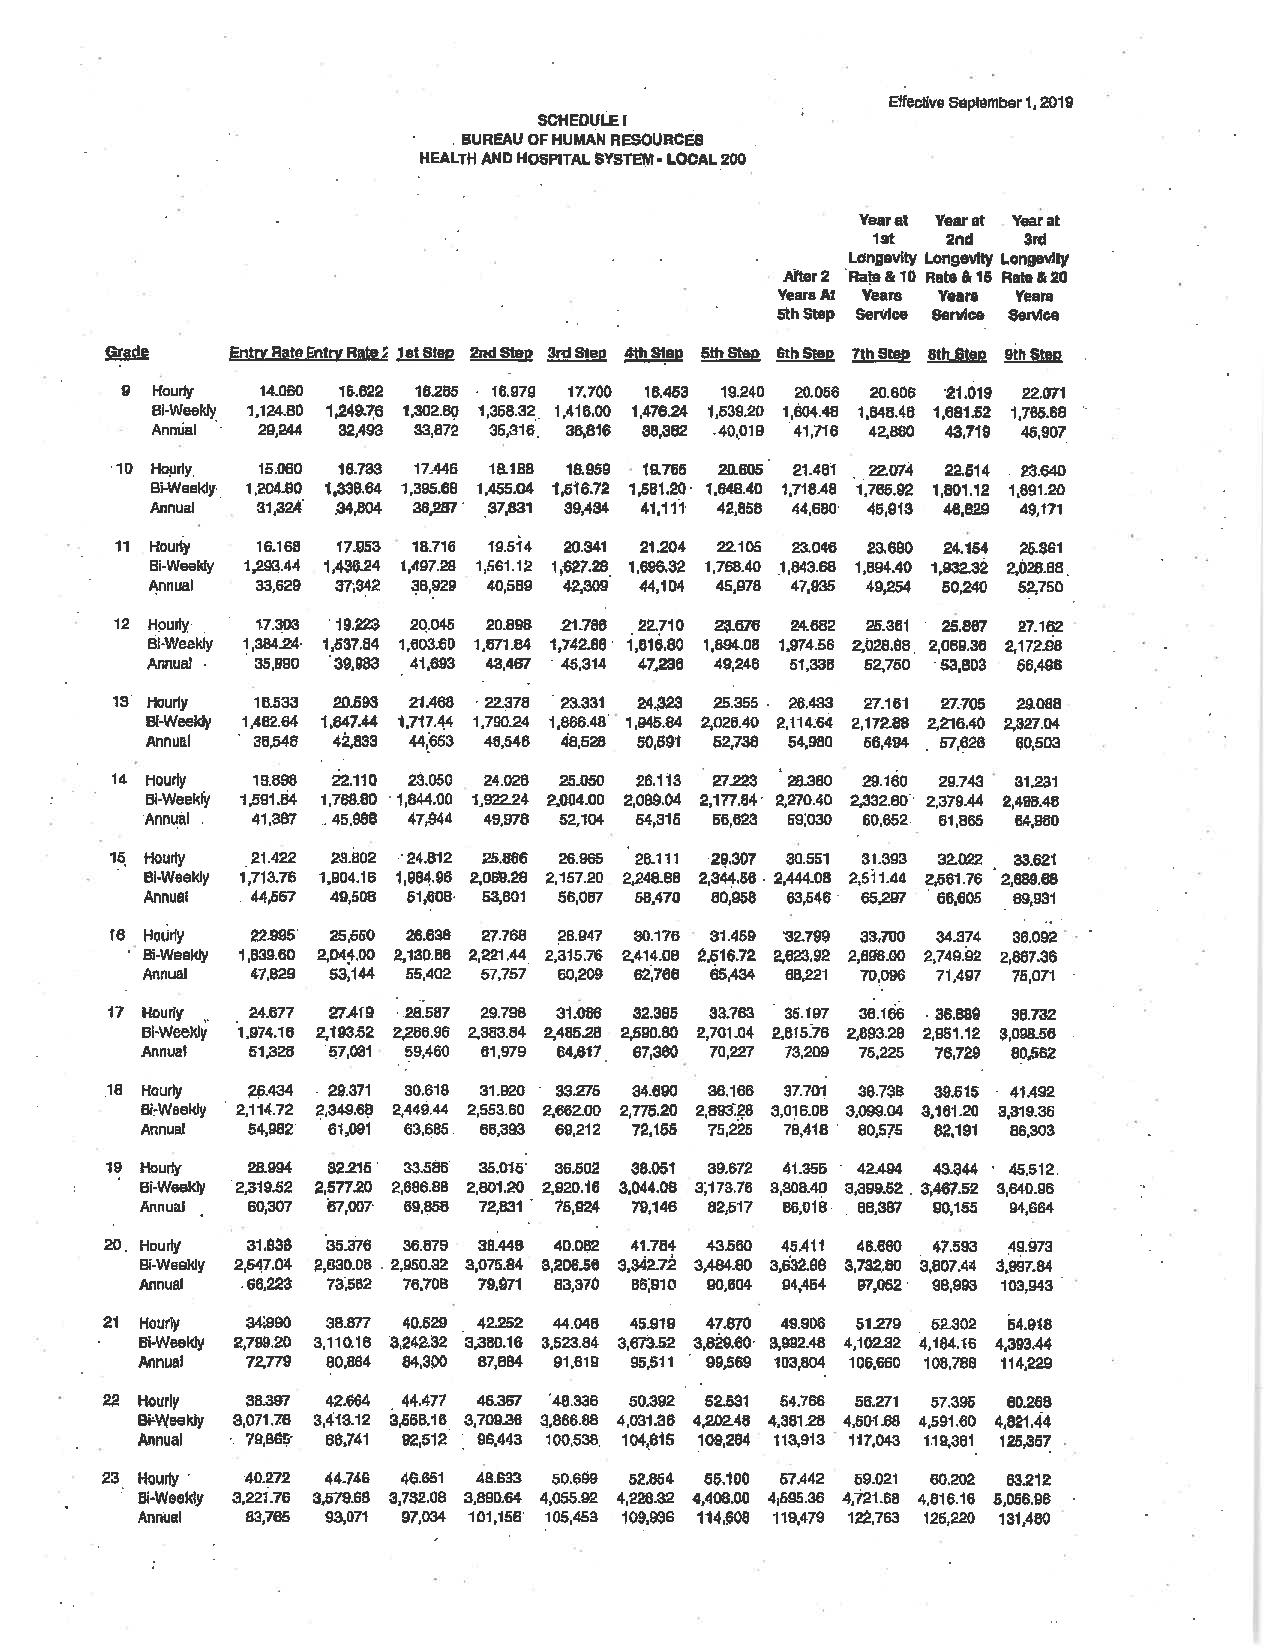 Effective September 1, 2019
SCHEDULE I
BUREAU OF HUMAN RESOURCES
HEALTH AND HOSPITAL SYSTEM - LOCAL 200
Year at Year at Year at
1st 2nd 3rd
Longevity Longevity Longevity
After 2 Rate & 10 Rate & 15 Rate & 20
Years At Years Years Years
5th Step Service Service Service
Grade Entry Rate Entry Rate 2 1st Step 2nd Step 3rd Step 4th Step 5th Step 6th Step 7th Step 8th Step 9th Step
9 Hourly 14.060 15.622 16.285 16.979 17.700 18.453 19.240 20.056 20.606 21.019 22.071
Bi-Weekly 1,124.80 1,249.76 1,302.80 1,358.32 1,416.00 1,476.24 1,539.20 1,604.48 1,648.48 1,681.52 1,765.68
Annual 29,244 32,493 33,872 35,316 36,816 38,382 40,019 41,716 42,860 43,719 45,907
10 Hourly 15.060 16.733 17.446 18.188 18.959 19.765 20.605 21.481 22.074 22.514 23.640
Bi-Weekly 1,204.80 1,338.64 1,395.68 1,455.04 1,516.72 1,581.20 1,648.40 1,718.48 1,765.92 1,801.12 1,891.20
Annual 31,324 34,804 36,287 37,831 39,434 41,111 42,858 44,680 45,913 46,829 49,171
11 Hourly 16.168 17.953 18.716 19.514 20.341 21.204 22.105 23.046 23.680 24.154 25.361
Bi-Weekly 1,293.44 1,436.24 1,497.28 1,561.12 1,627.28 1,696.32 1,768.40 1,843.68 1,894.40 1,932.32 2,028.88
Annual 33,629 37,342 38,929 40,589 42,309 44,104 45,978 47,935 49,254 50,240 52,750
12 Hourly 17.303 19.223 20.045 20.898 21.786 22.710 23.676 24.682 25.361 25.867 27.162
Bi-Weekly 1,384.24 1,537.84 1,603.60 1,671.84 1,742.88 1,816.80 1,894.08 1,974.56 2,028.88 2,069.36 2,172.96
Annual 35,990 39,983 41,693 43,467 45,314 47,236 49,246 51,338 52,750 53,803 56,496
13 Hourly 18.533 20.593 21.468 22.378 23.331 24.323 25.355 26.433 27.161 27.705 29.088
Bi-Weekly 1,482.64 1,647.44 1,717.44 1,790.24 1,866.48 1,945.84 2,028.40 2,114.64 2,172.88 2,216.40 2,327.04
Annual 38,548 42,833 44,653 46,546 48,528 50,591 52,738 54,980 56,494 57,626 60,503
14 Hourly 19.898 22.110 23.050 24.028 25.050 26.113 27.223 28.380 29.160 29.743 31.231
Bi-Weekly 1,591.84 1,768.80 1,844.00 1,922.24 2,004.00 2,089.04 2,177.84 2,270.40 2,332.80 2,379.44 2,498.48
Annual 41,387 45,988 47,944 49,978 52,104 54,315 56,623 59,030 60,652 61,865 64,960
15 Hourly 21.422 23.802 24.812 25.866 26.965 28.111 29.307 30.551 31.393 32.022 33.621
Bi-Weekly 1,713.76 1,904.16 1,984.96 2,069.28 2,157.20 2,248.88 2,344.56 2,444.08 2,511.44 2,561.76 2,689.68
Annual 44,557 49,508 51,608 53,801 56,087 58,470 60,958 63,546 65,297 66,605 69,931
16 Hourly 22.995 25.550 26.636 27.768 28.947 30.176 31.459 32.799 33.700 34.374 36.092
Bi-Weekly 1,839.60 2,044.00 2,130.88 2,221.44 2,315.76 2,414.08 2,516.72 2,623.92 2,696.00 2,749.92 2,887.36
Annual 47,829 53,144 55,402 57,757 60,209 62,766 65,434 68,221 70,096 71,497 75,071
17 Hourly 24.677 27.419 28.587 29.798 31.066 32.385 33.763 35.197 36.166 36.889 38.732
Bi-Weekly 1,974.16 2,193.52 2,286.96 2,383.84 2,485.28 2,590.80 2,701.04 2,815.76 2,893.28 2,951.12 3,098.56
Annual 51,328 57,031 59,460 61,979 64,617 67,360 70,227 73,209 75,225 76,729 80,562
18 Hourly 26.434 29.371 30.618 31.920 33.275 34.690 36.166 37.701 38.738 39.515 41.492
Bi-Weekly 2,114.72 2,349.68 2,449.44 2,553.60 2,662.00 2,775.20 2,893.28 3,016.08 3,099.04 3,161.20 3,319.36
Annual 54,982 61,091 63,685 66,393 69,212 72,155 75,225 78,418 80,575 82,191 86,303
19 Hourly 28.994 32.215 33.586 35.015 36.502 38.051 39.672 41.355 42.494 43.344 45.512
Bi-Weekly 2,319.52 2,577.20 2,686.88 2,801.20 2,920.16 3,044.08 3,173.76 3,308.40 3,399.52 3,467.52 3,640.96
Annual 60,307 67,007 69,858 72,831 75,924 79,146 82,517 86,018 88,387 90,155 94,664
20 Hourly 31.838 35.376 36.879 38.448 40.082 41.784 43.560 45.411 46.660 47.593 49.973
Bi-Weekly 2,547.04 2,830.08 2,950.32 3,075.84 3,206.56 3,342.72 3,484.80 3,632.88 3,732.80 3,807.44 3,997.84
Annual 66,223 73,582 76,708 79,971 83,370 86,910 90,604 94,454 97,052 98,993 103,943
21 Hourly 34.990 38.877 40.529 42.252 44.048 45.919 47.870 49.906 51.279 52.302 54.918
Bi-Weekly 2,799.20 3,110.16 3,242.32 3,380.16 3,523.84 3,673.52 3,829.60 3,992.48 4,102.32 4,184.16 4,393.44
Annual 72,779 80,864 84,300 87,884 91,619 95,511 99,569 103,804 106,660 108,788 114,229
22 Hourly 38.397 42.664 44.477 46.367 48.336 50.392 52.531 54.766 56.271 57.395 60.268
Bi-Weekly 3,071.76 3,413.12 3,558.16 3,709.36 3,866.88 4,031.36 4,202.48 4,381.28 4,501.68 4,591.60 4,821.44
Annual 79,865 88,741 92,512 96,443 100,538 104,815 109,264 113,913 117,043 119,381 125,357
23 Hourly 40.272 44.746 46.651 48.633 50.699 52.854 55.100 57.442 59.021 60.202 63.212
Bi-Weekly 3,221.76 3,579.68 3,732.08 3,890.64 4,055.92 4,228.32 4,408.00 4,595.36 4,721.68 4,816.16 5,056.96
Annual 83,765 93,071 97,034 101,156 105,453 109,936 114,608 119,479 122,763 125,220 131,480